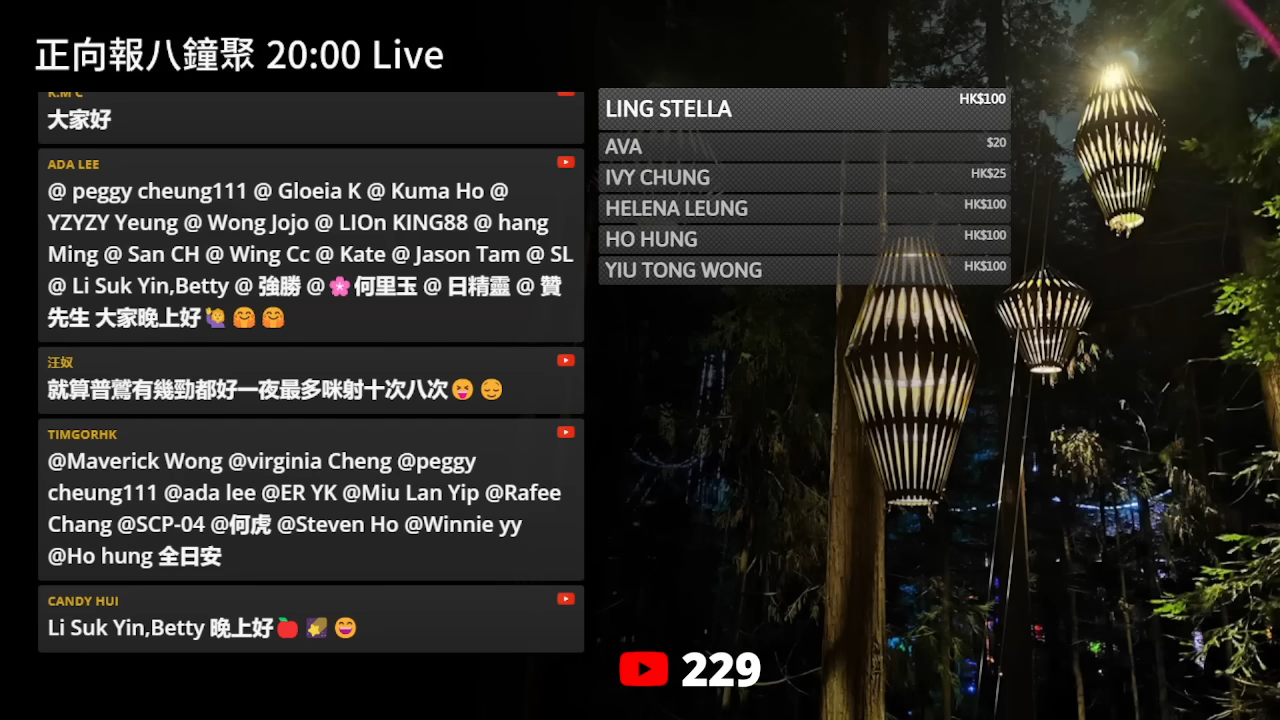 正向報八鐘聚 20:00 Live
K.M C
大家好
ADA LEE
@ peggy cheung111 @ Gloeia K @ Kuma Ho @
YZYZY Yeung @ Wong Jojo @ LIOn KING88 @ hang
Ming @ San CH @ Wing Cc @ Kate @ Jason Tam @ SL
@ Li Suk Yin,Betty @ 強勝 @🌸何里玉 @ 日精靈 @ 贊
先生 大家晚上好🙋🤗🤗
汪奴
就算普鷲有幾勁都好一夜最多咪射十次八次😝😌
TIMGORHK
@Maverick Wong @virginia Cheng @peggy
cheung111 @ada lee @ER YK @Miu Lan Yip @Rafee
Chang @SCP-04 @何虎 @Steven Ho @Winnie yy
@Ho hung 全日安
CANDY HUI
Li Suk Yin,Betty 晚上好🍎🌠😄
LING STELLA HK$100
AVA $20
IVY CHUNG HK$25
HELENA LEUNG HK$100
HO HUNG HK$100
YIU TONG WONG HK$100
229